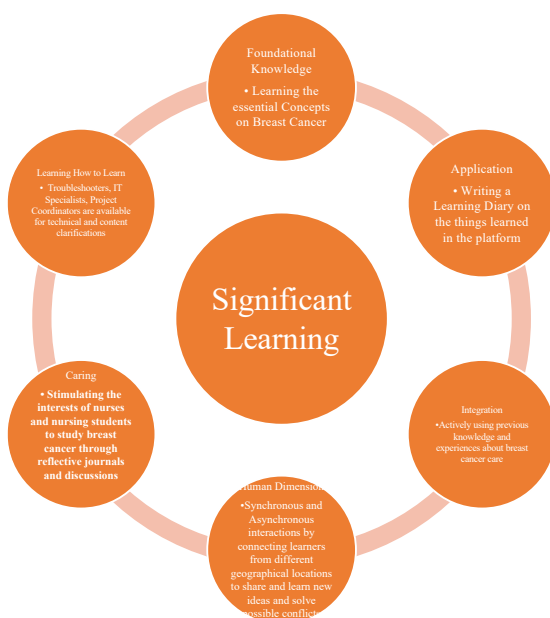 Foundational
Knowledge
• Learning the
essential Concepts
on Breast Cancer
Application
• Writing a
Learning Diary on
the things learned
in the platform
Integration
•Actively using previous
knowledge and
experiences about breast
cancer care
Human Dimension
•Synchronous and
Asynchronous
interactions by
connecting learners
from different
geographical locations
to share and learn new
ideas and solve
possible conflicts
Caring
• Stimulating the
interests of nurses
and nursing students
to study breast
cancer through
reflective journals
and discussions
Learning How to Learn
• Troubleshooters, IT
Specialists, Project
Coordinators are available
for technical and content
clarifications
Significant
Learning